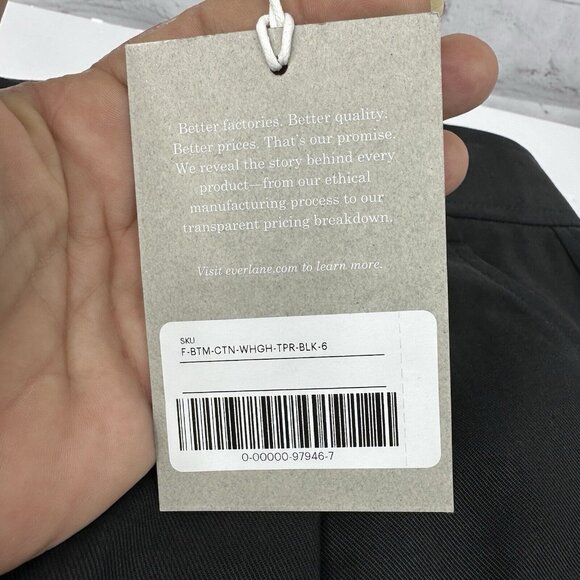 Better factories. Better quality.
Better prices. That's our promise.
We reveal the story behind every
product—from our ethical
manufacturing process to our
transparent pricing breakdown.
Visit everlane.com to learn more.
SKU
F-BTM-CTN-WHGH-TPR-BLK-6
0-00000-97946-7